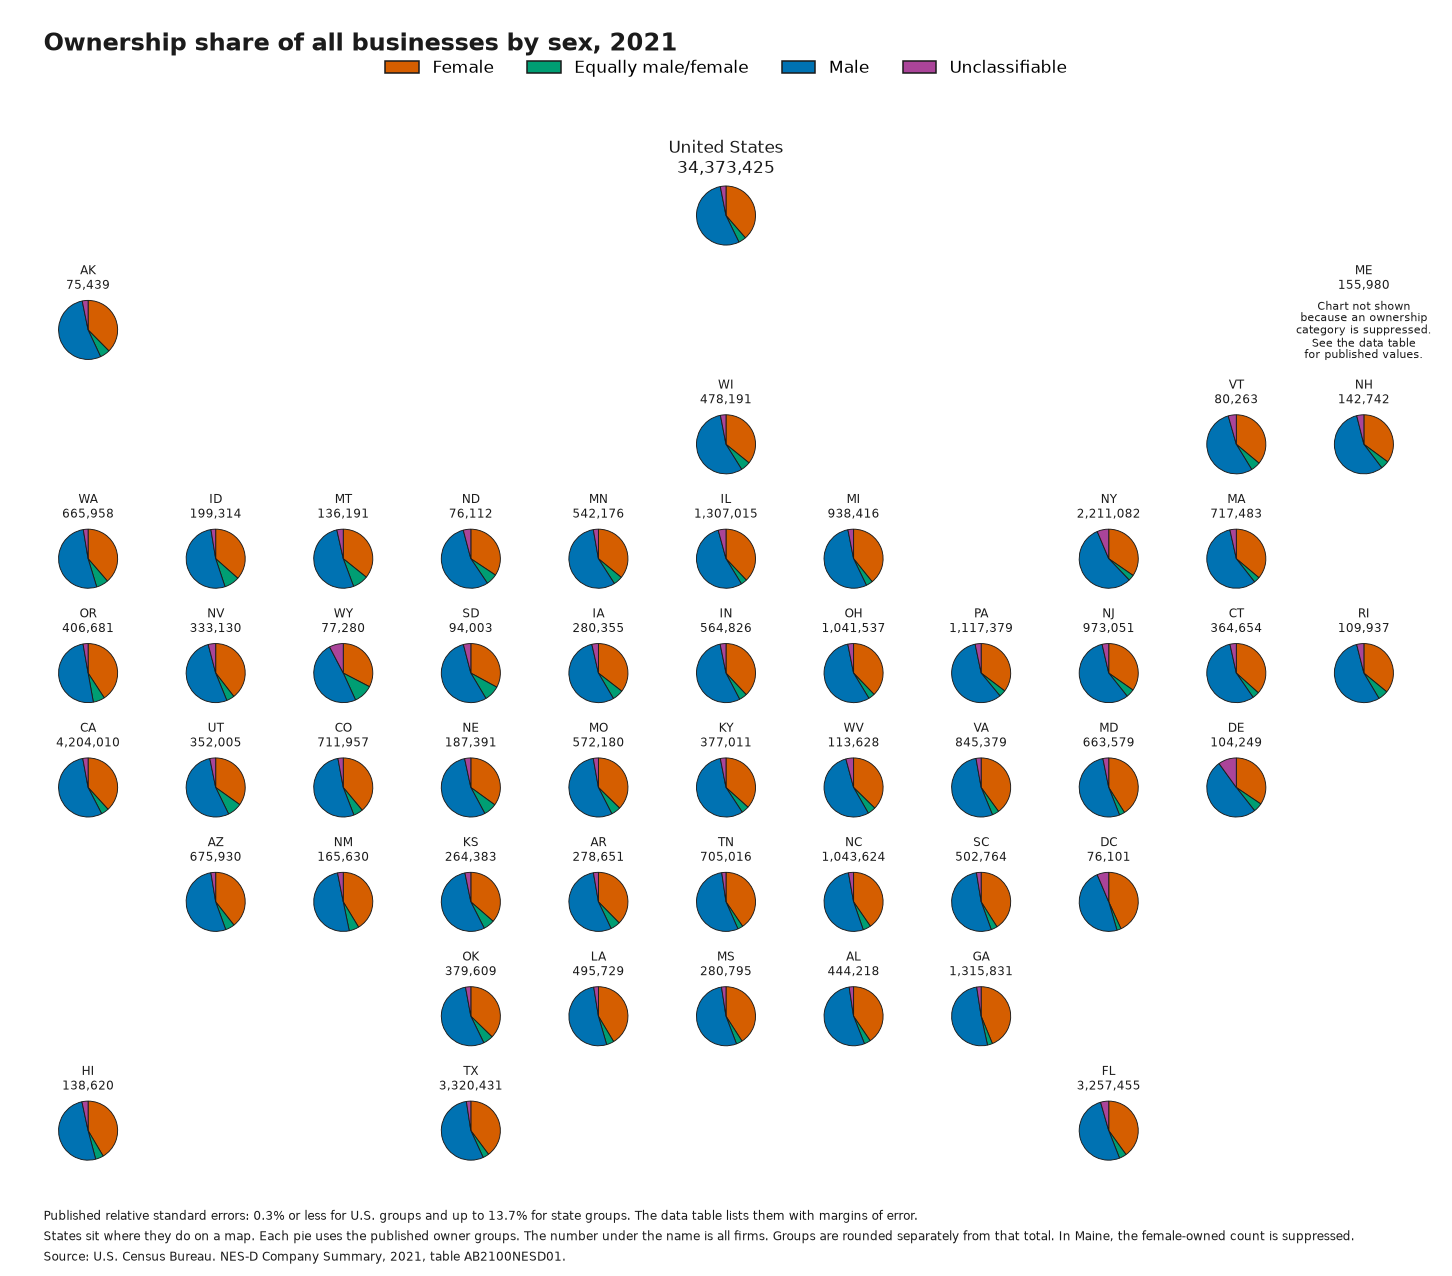 Ownership share of all businesses by sex, 2021
Female
Equally male/female
Male
Unclassifiable
United States
34,373,425
AK
75,439
ME
155,980
Chart not shown
because an ownership
category is suppressed.
See the data table
for published values.
WI
478,191
VT
80,263
NH
142,742
WA
665,958
ID
199,314
MT
136,191
ND
76,112
MN
542,176
IL
1,307,015
MI
938,416
NY
2,211,082
MA
717,483
OR
406,681
NV
333,130
WY
77,280
SD
94,003
IA
280,355
IN
564,826
OH
1,041,537
PA
1,117,379
NJ
973,051
CT
364,654
RI
109,937
CA
4,204,010
UT
352,005
CO
711,957
NE
187,391
MO
572,180
KY
377,011
WV
113,628
VA
845,379
MD
663,579
DE
104,249
AZ
675,930
NM
165,630
KS
264,383
AR
278,651
TN
705,016
NC
1,043,624
SC
502,764
DC
76,101
OK
379,609
LA
495,729
MS
280,795
AL
444,218
GA
1,315,831
HI
138,620
TX
3,320,431
FL
3,257,455
Published relative standard errors: 0.3% or less for U.S. groups and up to 13.7% for state groups. The data table lists them with margins of error.
States sit where they do on a map. Each pie uses the published owner groups. The number under the name is all firms. Groups are rounded separately from that total. In Maine, the female-owned count is suppressed.
Source: U.S. Census Bureau. NES-D Company Summary, 2021, table AB2100NESD01.